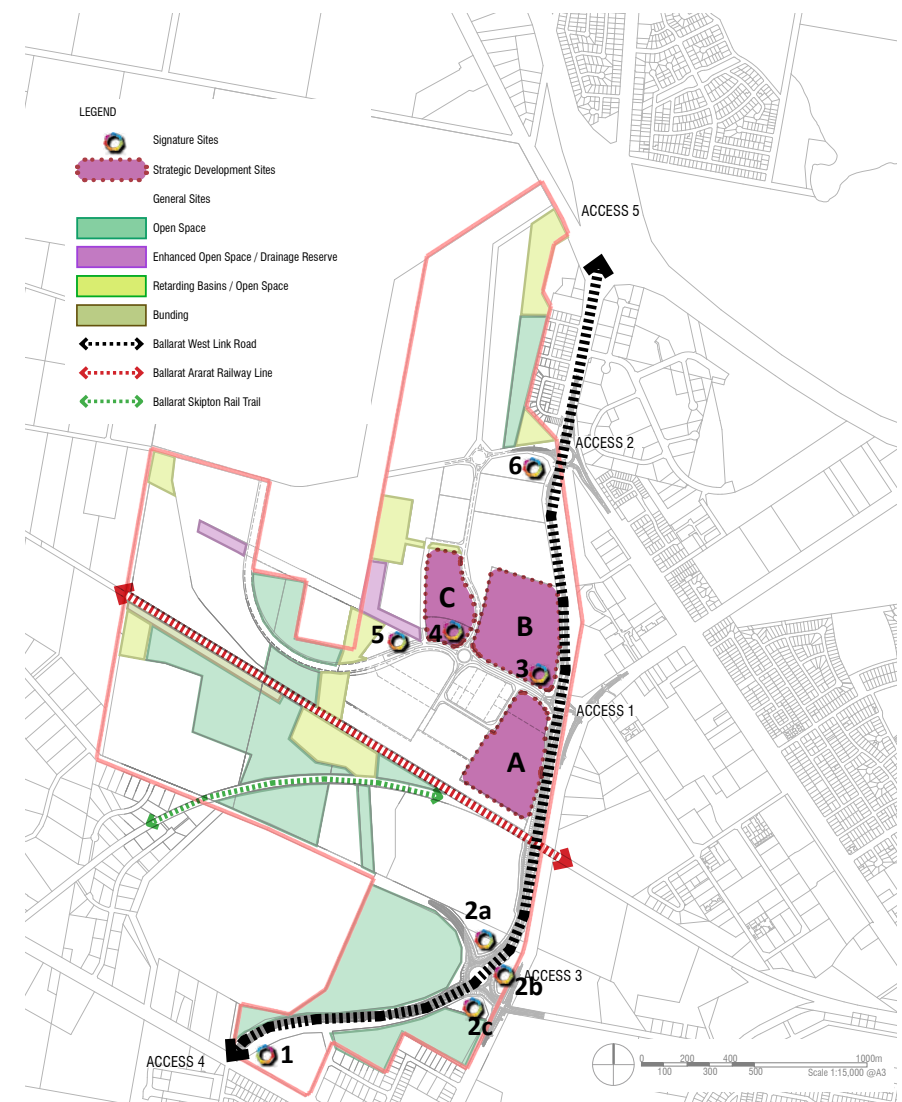 LEGEND
Signature Sites
Strategic Development Sites
General Sites
Open Space
Enhanced Open Space / Drainage Reserve
Retarding Basins / Open Space
Bunding
Ballarat West Link Road
Ballarat Ararat Railway Line
Ballarat Skipton Rail Trail
ACCESS 5
ACCESS 2
6
C
B
5
4
3
ACCESS 1
A
2a
ACCESS 3
2b
2c
ACCESS 4
1
0 200 400 1000m
100 300 500
Scale 1:15,000 @A3